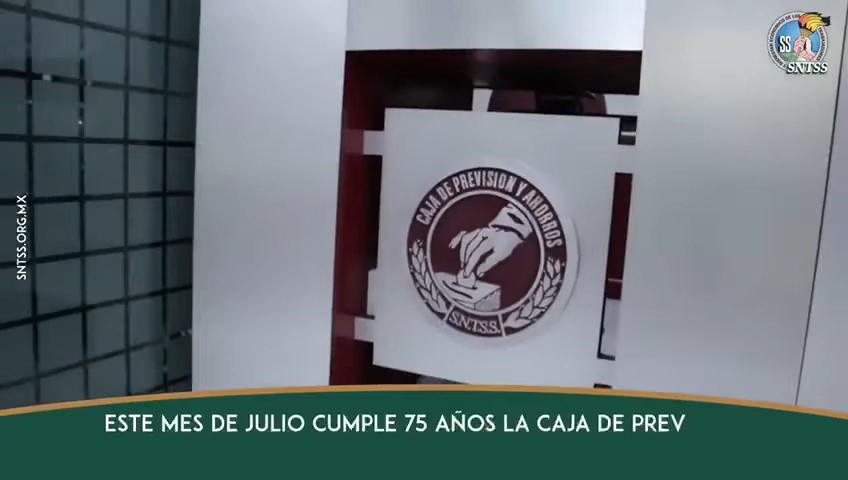 SS
SNTSS
SNTSS.ORG.MX
CAJA DE PREVISION Y AHORROS
S.N.T.S.S.
ESTE MES DE JULIO CUMPLE 75 AÑOS LA CAJA DE PREV